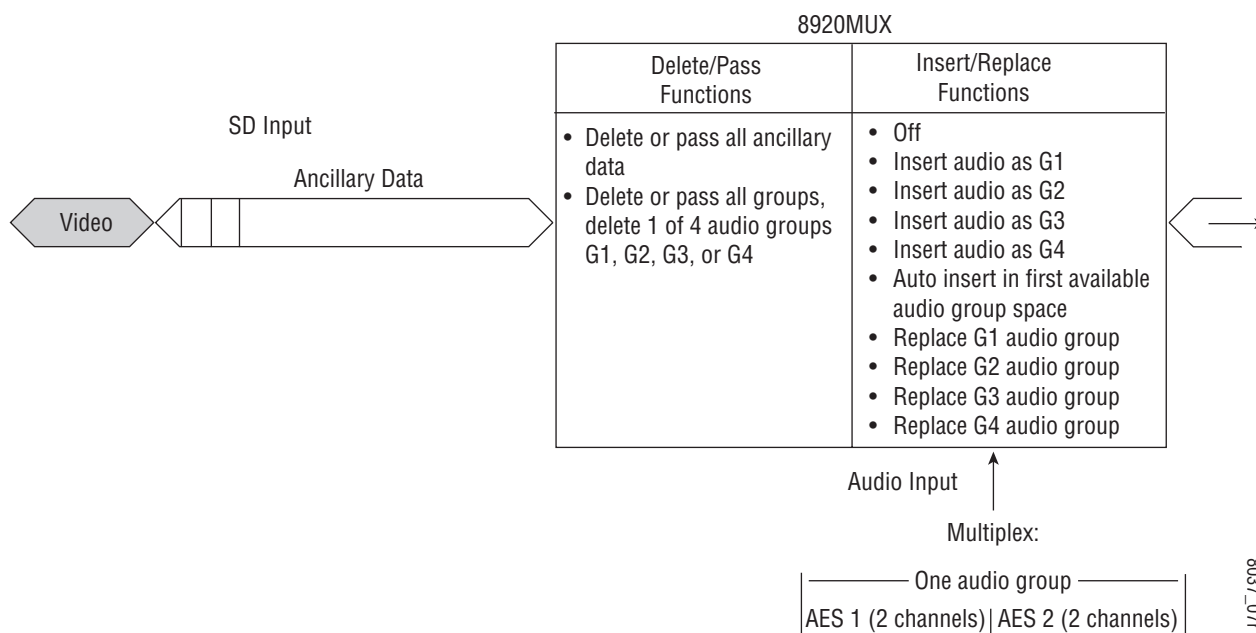 8920MUX
Delete/Pass
Functions
Insert/Replace
Functions
SD Input
Ancillary Data
Video
• Delete or pass all ancillary
data
• Delete or pass all groups,
delete 1 of 4 audio groups
G1, G2, G3, or G4
• Off
• Insert audio as G1
• Insert audio as G2
• Insert audio as G3
• Insert audio as G4
• Auto insert in first available
audio group space
• Replace G1 audio group
• Replace G2 audio group
• Replace G3 audio group
• Replace G4 audio group
Audio Input
Multiplex:
One audio group
AES 1 (2 channels) AES 2 (2 channels)